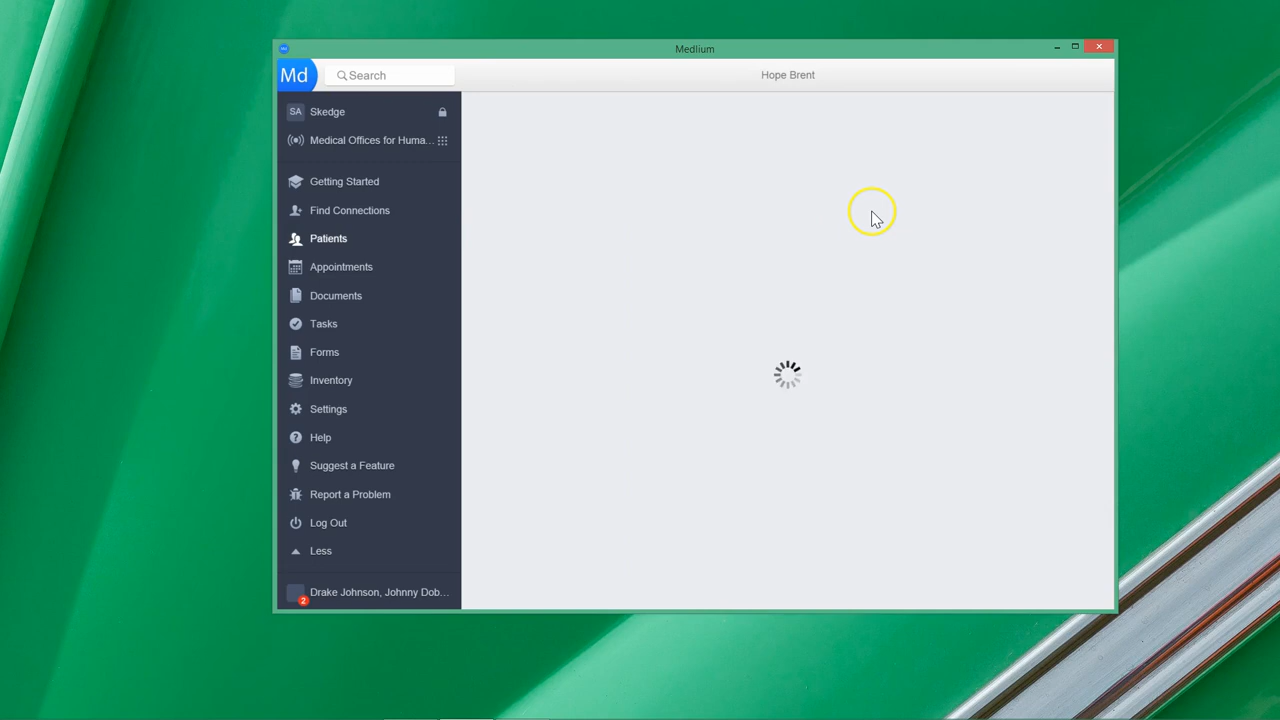 Medlium
Md
Search
Hope Brent
SA Skedge
Medical Offices for Huma...
Getting Started
Find Connections
Patients
Appointments
Documents
Tasks
Forms
Inventory
Settings
Help
Suggest a Feature
Report a Problem
Log Out
Less
2 Drake Johnson, Johnny Dob...